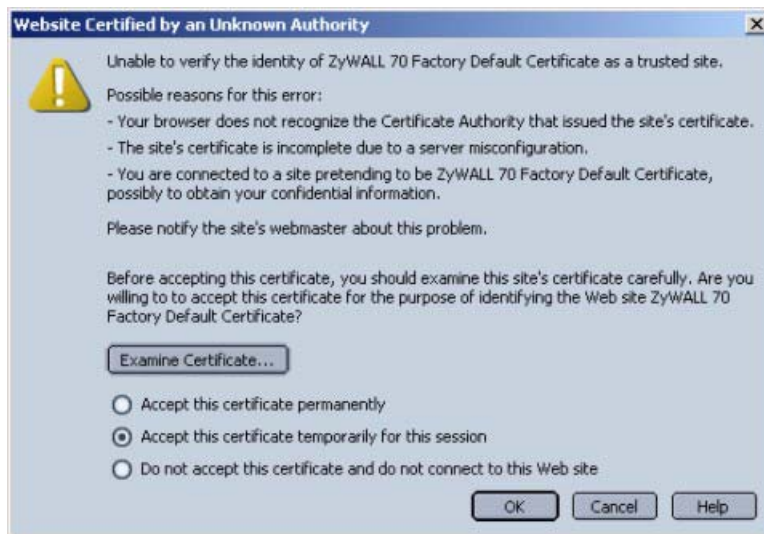 Website Certified by an Unknown Authority
Unable to verify the identity of ZyWALL 70 Factory Default Certificate as a trusted site.
Possible reasons for this error:
- Your browser does not recognize the Certificate Authority that issued the site's certificate.
- The site's certificate is incomplete due to a server misconfiguration.
- You are connected to a site pretending to be ZyWALL 70 Factory Default Certificate,
possibly to obtain your confidential information.
Please notify the site's webmaster about this problem.
Before accepting this certificate, you should examine this site's certificate carefully. Are you
willing to to accept this certificate for the purpose of identifying the Web site ZyWALL 70
Factory Default Certificate?
Examine Certificate...
Accept this certificate permanently
Accept this certificate temporarily for this session
Do not accept this certificate and do not connect to this Web site
OK Cancel Help